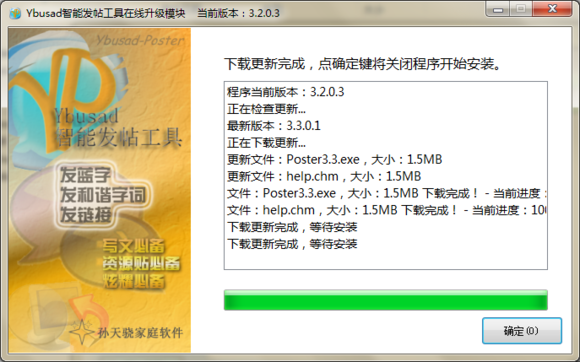 Ybusad智能发帖工具在线升级模块 当前版本：3.2.0.3
Ybusad-Poster
YP
Ybusad
智能发帖工具
发蓝字
发和谐字词
发链接
写文必备
资源贴必备
炫耀必备
孙天骁家庭软件
下载更新完成，点确定键将关闭程序开始安装。
程序当前版本：3.2.0.3
正在检查更新...
最新版本：3.3.0.1
正在下载更新...
更新文件：Poster3.3.exe，大小：1.5MB
更新文件：help.chm，大小：1.5MB
文件：Poster3.3.exe，大小：1.5MB 下载完成！ - 当前进度：
文件：help.chm，大小：1.5MB 下载完成！ - 当前进度：10
下载更新完成，等待安装
下载更新完成，等待安装
确定(O)